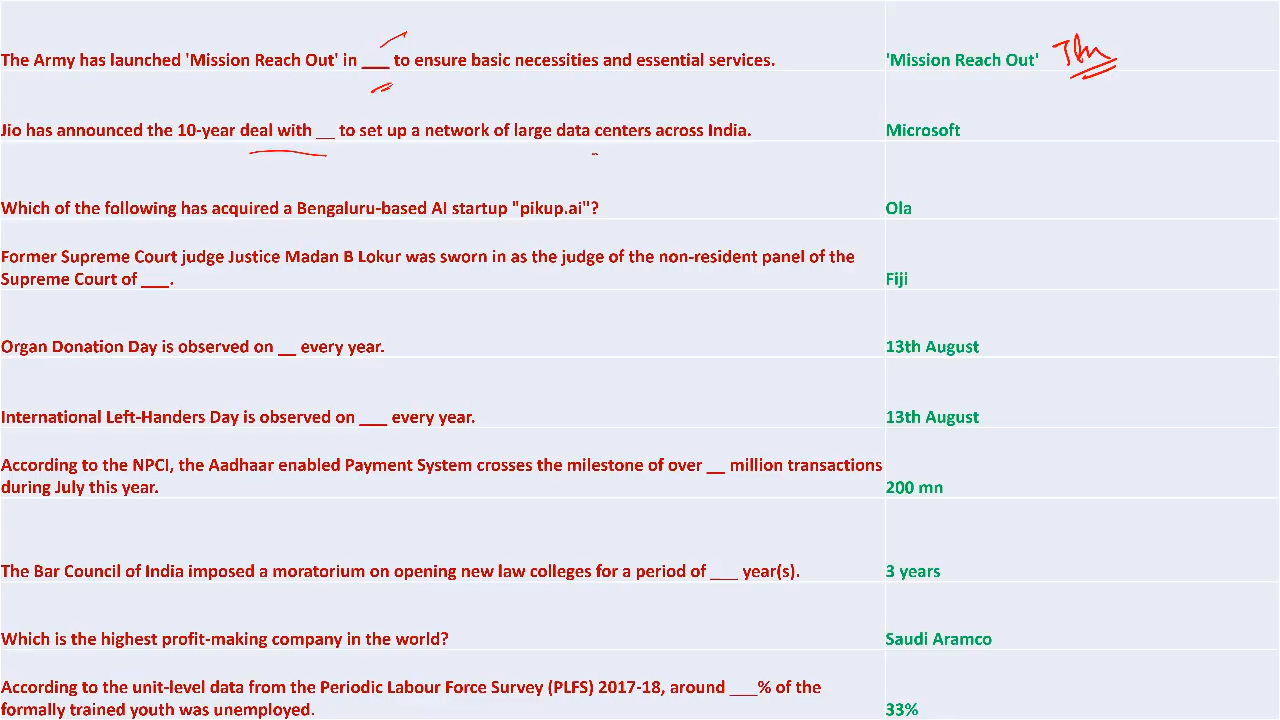 The Army has launched 'Mission Reach Out' in ___ to ensure basic necessities and essential services.
'Mission Reach Out'
Jio has announced the 10-year deal with __ to set up a network of large data centers across India.
Microsoft
Which of the following has acquired a Bengaluru-based AI startup "pikup.ai"?
Ola
Former Supreme Court judge Justice Madan B Lokur was sworn in as the judge of the non-resident panel of the
Supreme Court of ___.
Fiji
Organ Donation Day is observed on __ every year.
13th August
International Left-Handers Day is observed on ___ every year.
13th August
According to the NPCI, the Aadhaar enabled Payment System crosses the milestone of over __ million transactions
during July this year.
200 mn
The Bar Council of India imposed a moratorium on opening new law colleges for a period of ___ year(s).
3 years
Which is the highest profit-making company in the world?
Saudi Aramco
According to the unit-level data from the Periodic Labour Force Survey (PLFS) 2017-18, around ___% of the
formally trained youth was unemployed.
33%